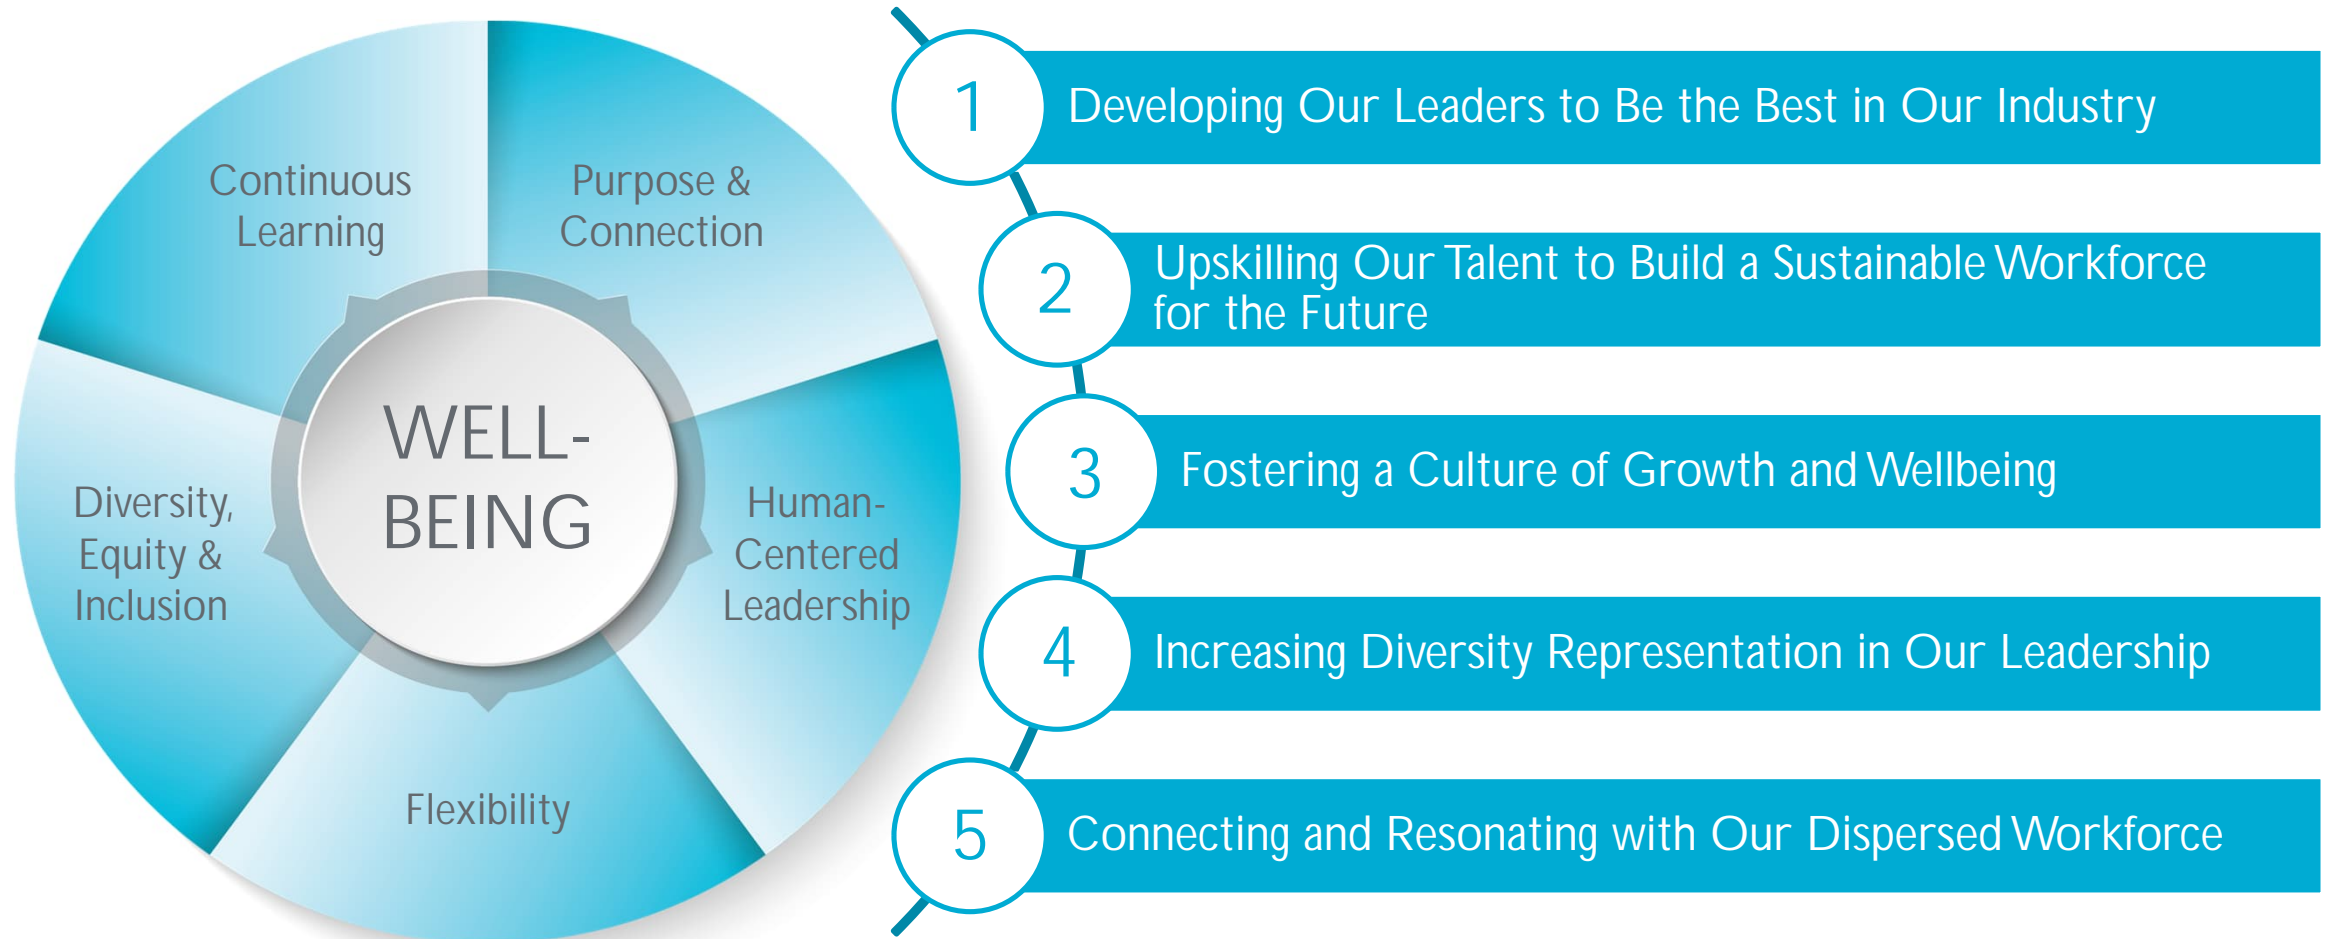 Continuous
Learning
Purpose &
Connection
WELL-
BEING
Diversity,
Equity &
Inclusion
Human-
Centered
Leadership
Flexibility
1
Developing Our Leaders to Be the Best in Our Industry
2
Upskilling Our Talent to Build a Sustainable Workforce
for the Future
3
Fostering a Culture of Growth and Wellbeing
4
Increasing Diversity Representation in Our Leadership
5
Connecting and Resonating with Our Dispersed Workforce